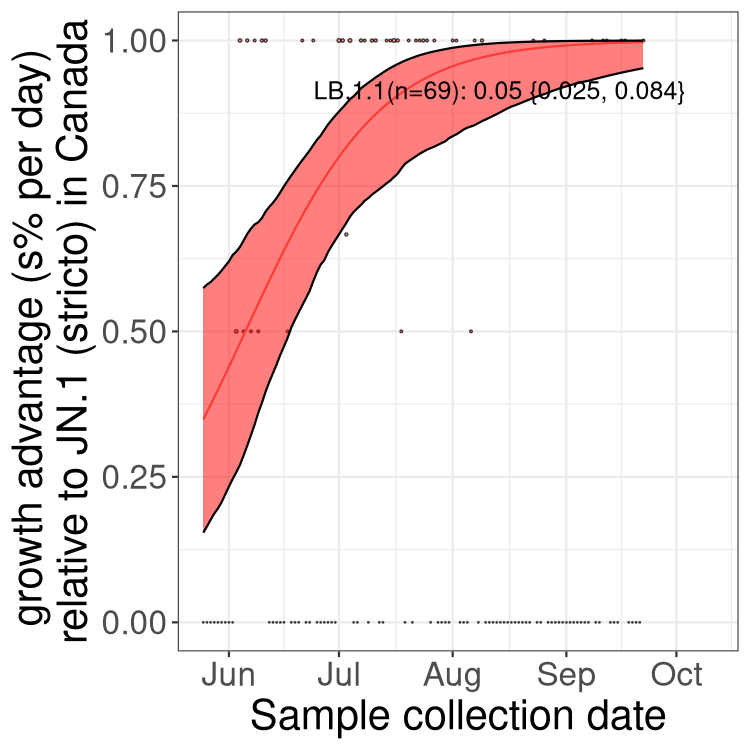 growth advantage (s% per day)
relative to JN.1 (stricto) in Canada
1.00
0.75
0.50
0.25
0.00
LB.1.1(n=69): 0.05 {0.025, 0.084}
Jun Jul Aug Sep Oct
Sample collection date